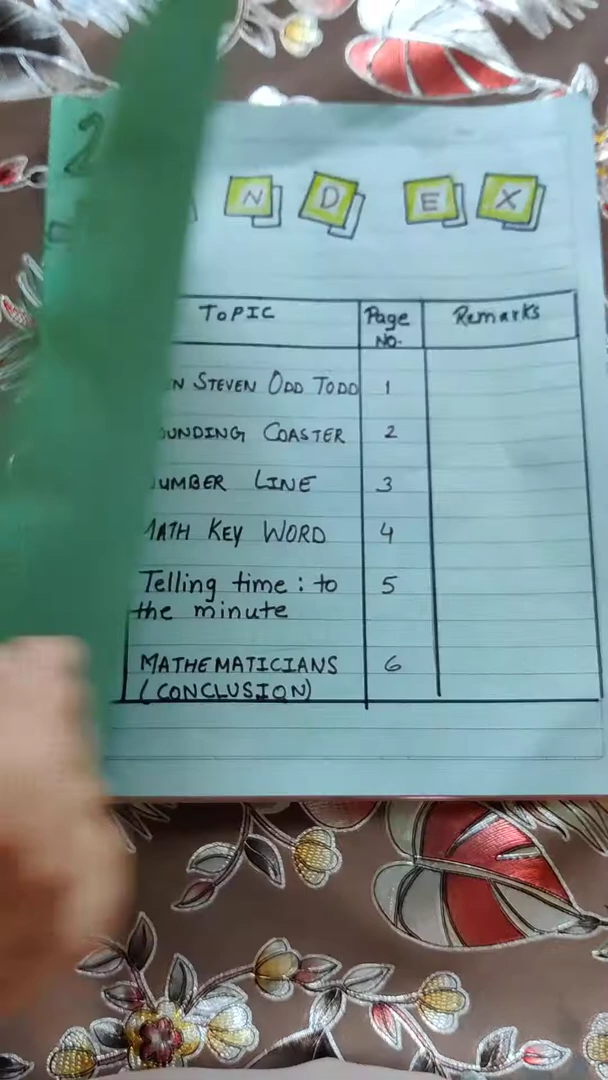 N D E X
TOPIC Page No. Remarks
STEVEN ODD TODD 1
COASTER 2
LINE 3
KEY WORD 4
Telling time : to 5
the minute
MATHEMATICIANS 6
(CONCLUSION)